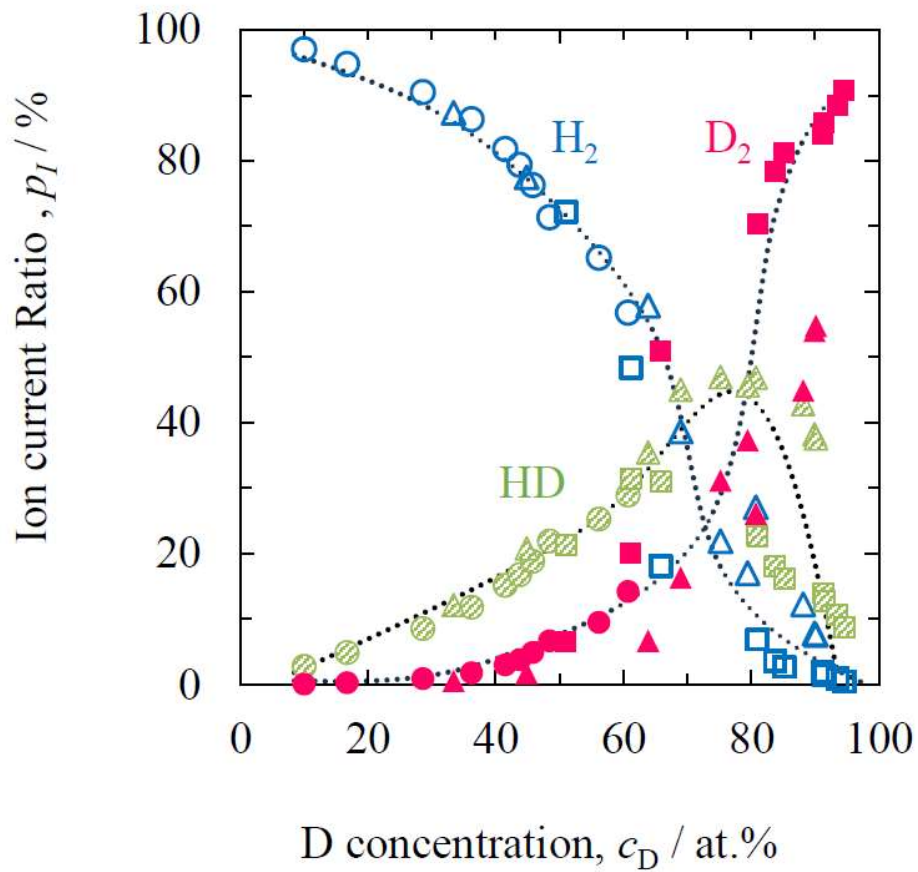 100
80
60
40
20
0
Ion current Ratio , p_I / %
H₂
D₂
HD
0 20 40 60 80 100
D concentration, c_D / at.%